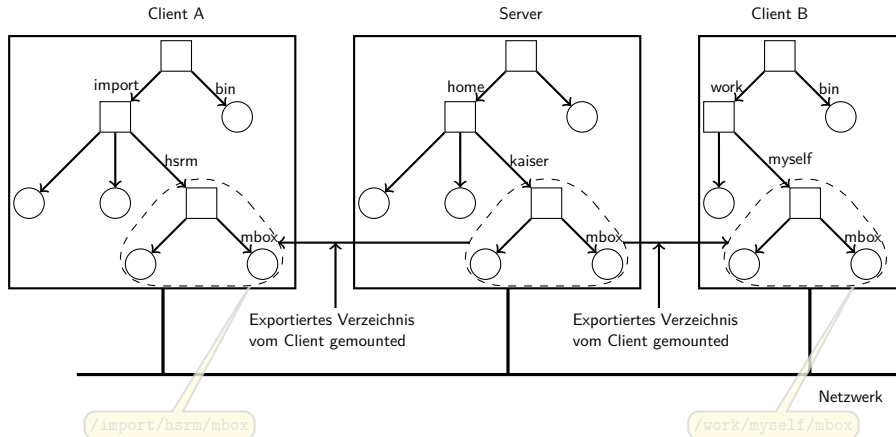 Client A
Server
Client B
import
bin
home
work
bin
hsrm
kaiser
myself
mbox
mbox
mbox
Exportiertes Verzeichnis
vom Client gemounted
Exportiertes Verzeichnis
vom Client gemounted
Netzwerk
/import/hsrm/mbox
/work/myself/mbox